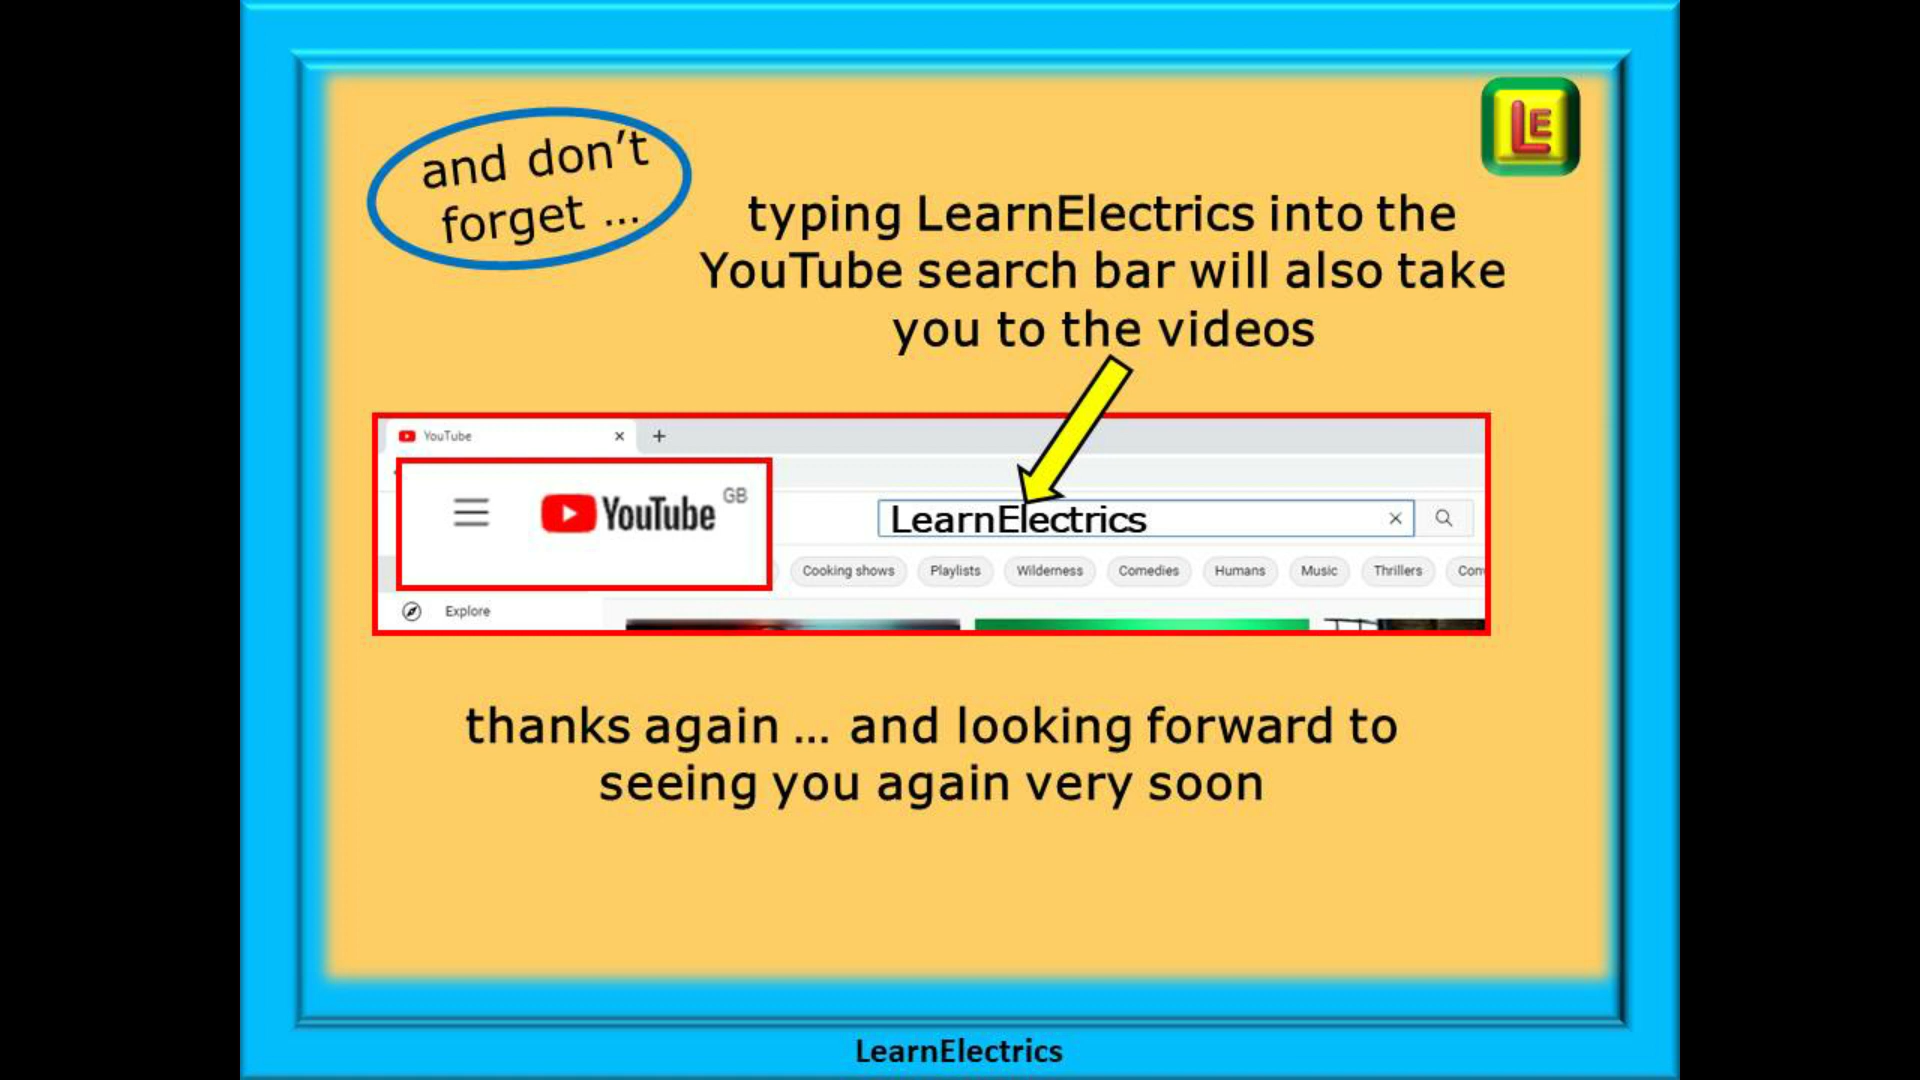 and don't
forget ...
LE
typing LearnElectrics into the
YouTube search bar will also take
you to the videos
YouTube
YouTube GB
LearnElectrics
Cooking shows Playlists Wilderness Comedies Humans Music Thrillers
Explore
thanks again ... and looking forward to
seeing you again very soon
LearnElectrics